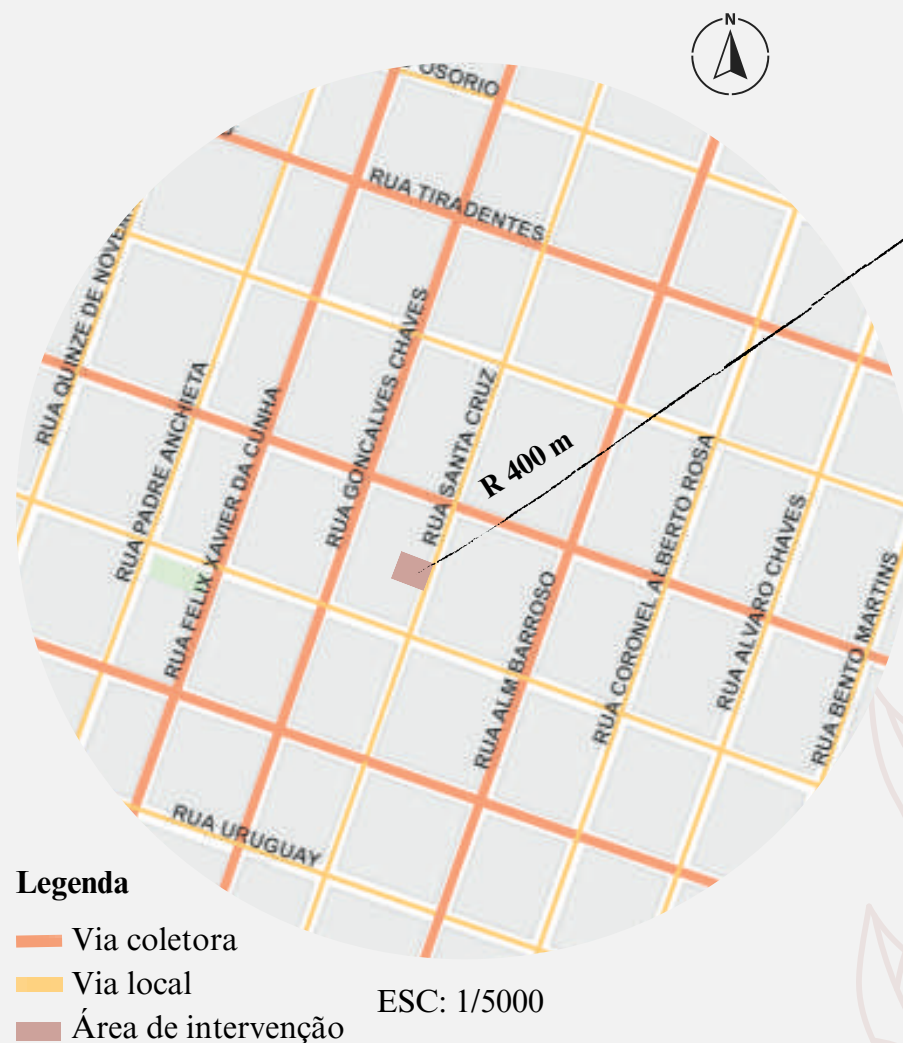 N
OSORIO
RUA TIRADENTES
RUA QUINZE DE NOVEM
RUA PADRE ANCHIETA
RUA FELIX XAVIER DA CUNHA
RUA GONCALVES CHAVES
RUA SANTA CRUZ
R 400 m
RUA ALM BARROSO
RUA CORONEL ALBERTO ROSA
RUA ALVARO CHAVES
RUA BENTO MARTINS
RUA URUGUAY
Legenda
Via coletora
Via local
Área de intervenção
ESC: 1/5000